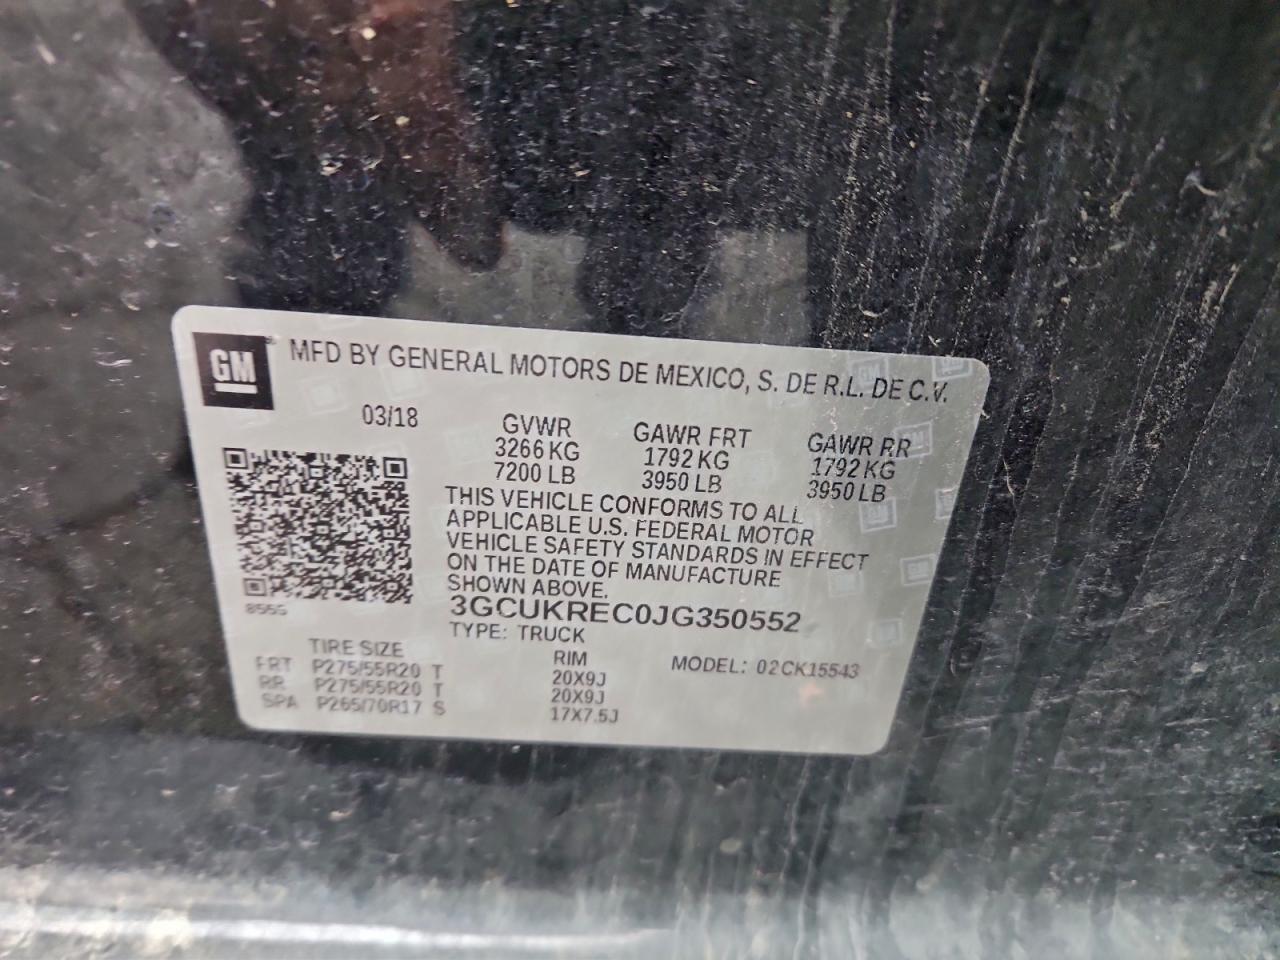 GM® MFD BY GENERAL MOTORS DE MEXICO, S. DE R.L. DE C.V.
03/18 GVWR GAWR FRT GAWR RR
3266 KG 1792 KG 1792 KG
7200 LB 3950 LB 3950 LB
THIS VEHICLE CONFORMS TO ALL
APPLICABLE U.S. FEDERAL MOTOR
VEHICLE SAFETY STANDARDS IN EFFECT
ON THE DATE OF MANUFACTURE
SHOWN ABOVE.
3GCUKREC0JG350552
TYPE: TRUCK
MODEL: 02CK15543
TIRE SIZE RIM
FRT P275/55R20 T 20X9J
RR P275/55R20 T 20X9J
SPA P265/70R17 S 17X7.5J